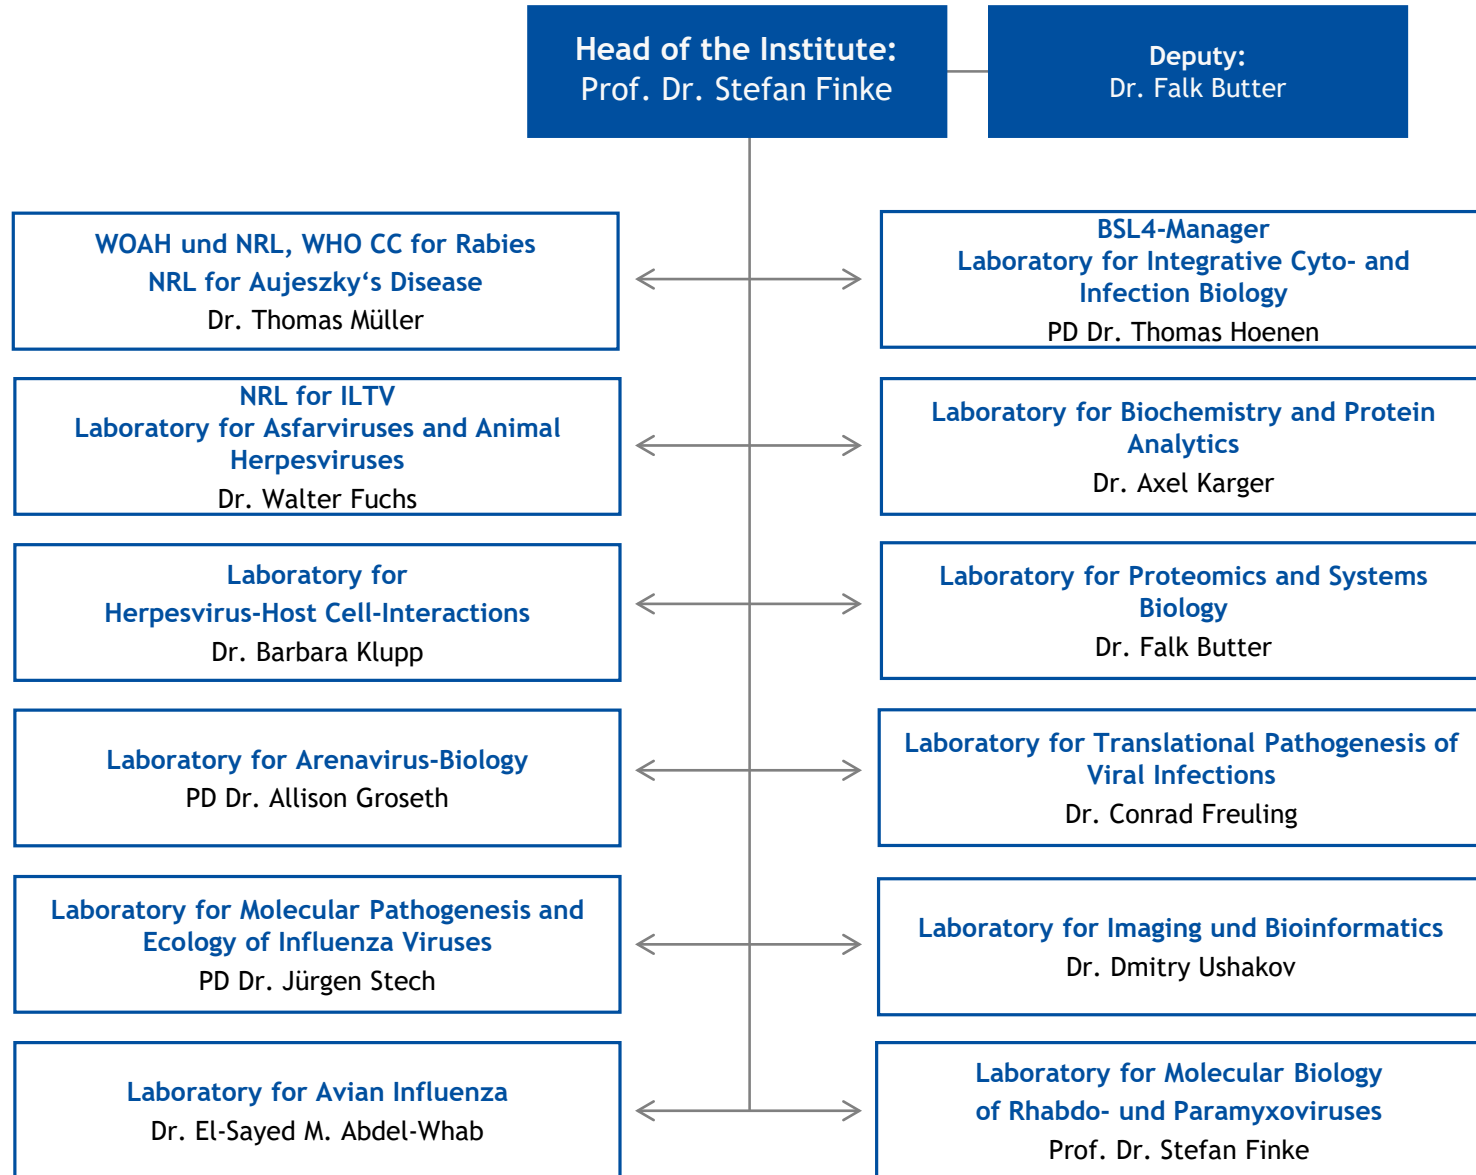 Head of the Institute:
Prof. Dr. Stefan Finke
Deputy:
Dr. Falk Butter
WOAH und NRL, WHO CC for Rabies
NRL for Aujeszky‘s Disease
Dr. Thomas Müller
BSL4-Manager
Laboratory for Integrative Cyto- and
Infection Biology
PD Dr. Thomas Hoenen
NRL for ILTV
Laboratory for Asfarviruses and Animal
Herpesviruses
Dr. Walter Fuchs
Laboratory for Biochemistry and Protein
Analytics
Dr. Axel Karger
Laboratory for
Herpesvirus-Host Cell-Interactions
Dr. Barbara Klupp
Laboratory for Proteomics and Systems
Biology
Dr. Falk Butter
Laboratory for Arenavirus-Biology
PD Dr. Allison Groseth
Laboratory for Translational Pathogenesis of
Viral Infections
Dr. Conrad Freuling
Laboratory for Molecular Pathogenesis and
Ecology of Influenza Viruses
PD Dr. Jürgen Stech
Laboratory for Imaging und Bioinformatics
Dr. Dmitry Ushakov
Laboratory for Avian Influenza
Dr. El-Sayed M. Abdel-Whab
Laboratory for Molecular Biology
of Rhabdo- und Paramyxoviruses
Prof. Dr. Stefan Finke